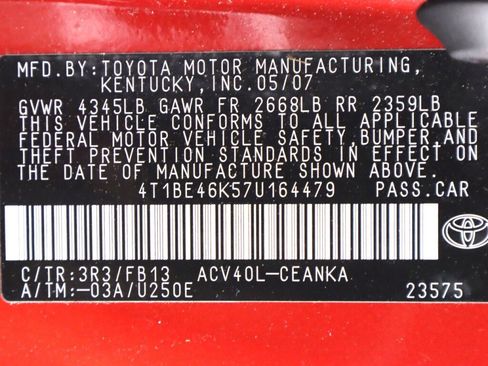 MFD.BY:TOYOTA MOTOR MANUFACTURING,
KENTUCKY,INC.05/07
GVWR 4345LB GAWR FR 2668LB RR 2359LB
THIS VEHICLE CONFORMS TO ALL APPLICABLE
FEDERAL MOTOR VEHICLE SAFETY,BUMPER,AND
THEFT PREVENTION STANDARDS IN EFFECT ON
THE DATE OF MANUFACTURE SHOWN ABOVE.
4T1BE46K57U164479 PASS.CAR
C/TR:3R3/FB13 ACV40L-CEANKA
A/TM:-03A/U250E 23575